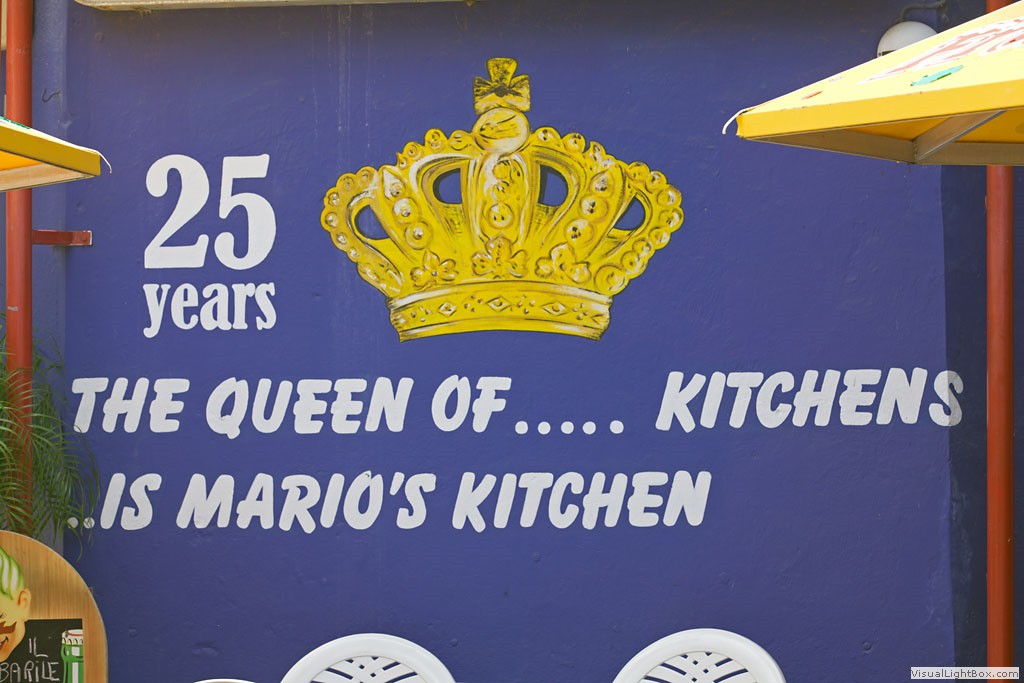 25
years
THE QUEEN OF..... KITCHENS
..IS MARIO'S KITCHEN
IL
BARILE
VisualLightBox.com